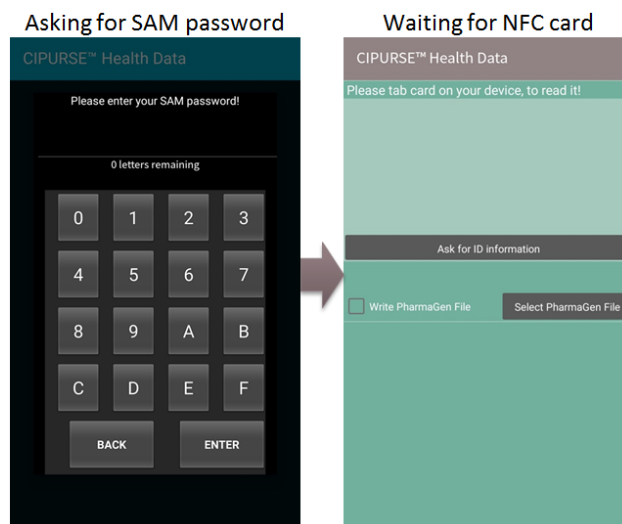 Asking for SAM password
CIPURSE™ Health Data
Please enter your SAM password!
0 letters remaining
0 1 2 3
4 5 6 7
8 9 A B
C D E F
BACK ENTER
Waiting for NFC card
CIPURSE™ Health Data
Please tab card on your device, to read it!
Ask for ID information
Write PharmaGen File Select PharmaGen File